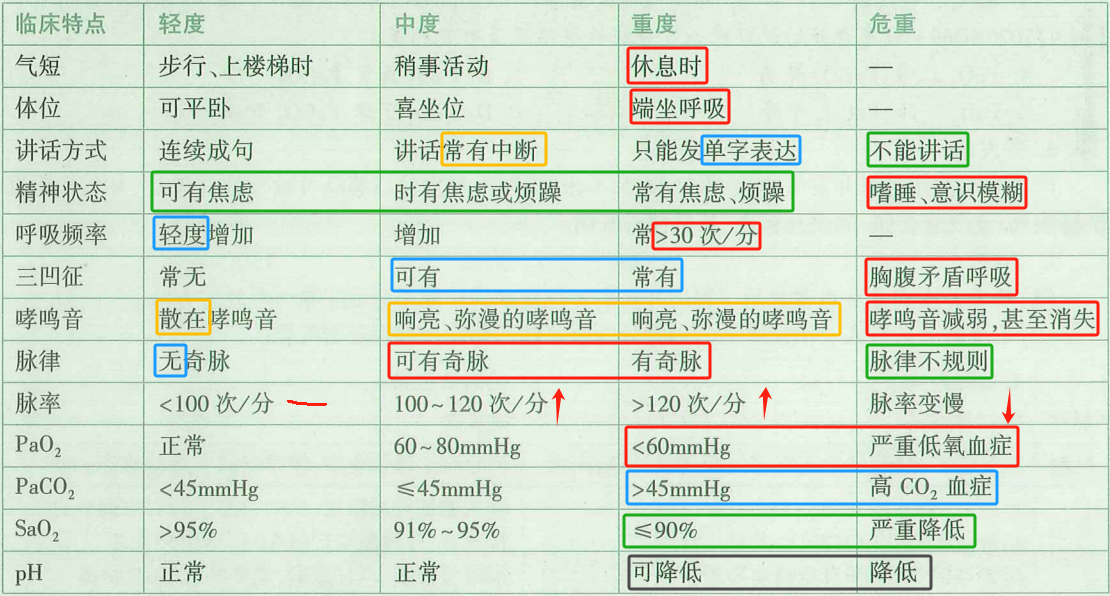 临床特点 轻度 中度 重度 危重
气短 步行、上楼梯时 稍事活动 休息时 —
体位 可平卧 喜坐位 端坐呼吸 —
讲话方式 连续成句 讲话常有中断 只能发单字表达 不能讲话
精神状态 可有焦虑 时有焦虑或烦躁 常有焦虑、烦躁 嗜睡、意识模糊
呼吸频率 轻度增加 增加 常>30 次/分 —
三凹征 常无 可有 常有 胸腹矛盾呼吸
哮鸣音 散在哮鸣音 响亮、弥漫的哮鸣音 响亮、弥漫的哮鸣音 哮鸣音减弱,甚至消失
脉律 无奇脉 可有奇脉 有奇脉 脉律不规则
脉率 <100 次/分 100~120 次/分 >120 次/分 脉率变慢
PaO₂ 正常 60~80mmHg <60mmHg 严重低氧血症
PaCO₂ <45mmHg ≤45mmHg >45mmHg 高 CO₂ 血症
SaO₂ >95% 91%~95% ≤90% 严重降低
pH 正常 正常 可降低 降低